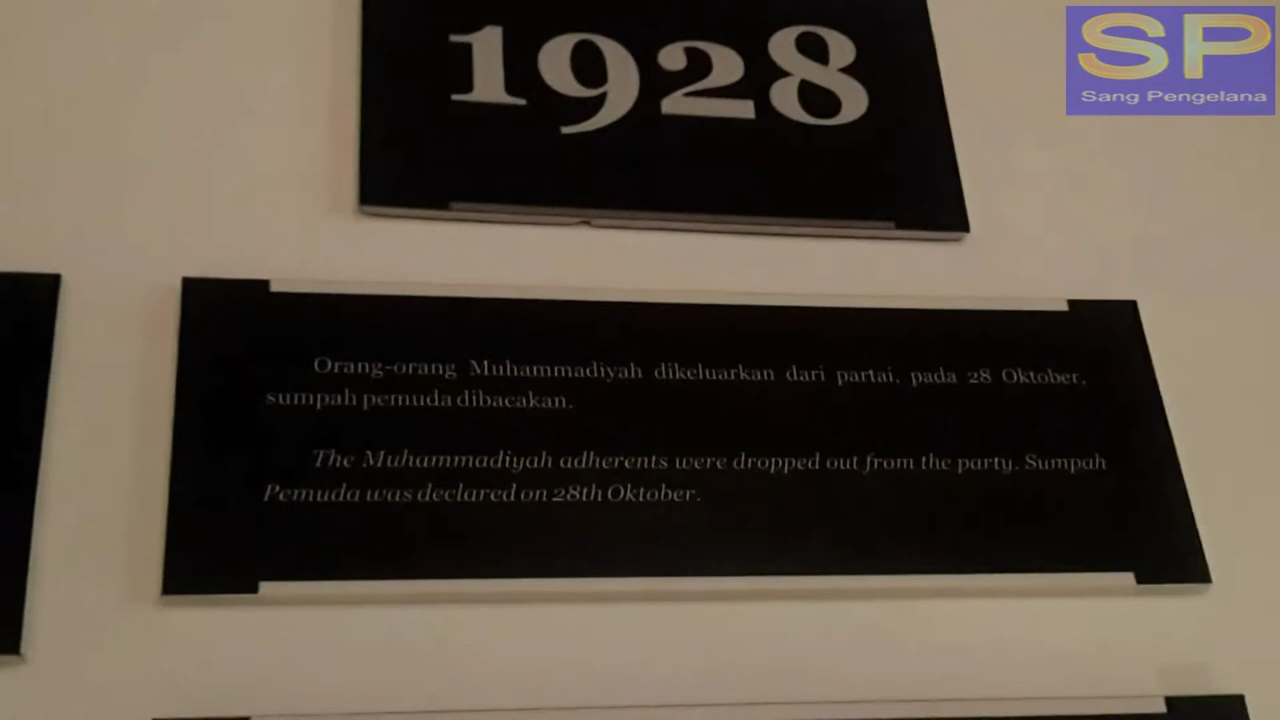 SP
Sang Pengelana
1928
Orang-orang Muhammadiyah dikeluarkan dari partai, pada 28 Oktober,
sumpah pemuda dibacakan.
The Muhammadiyah adherents were dropped out from the party. Sumpah
Pemuda was declared on 28th Oktober.